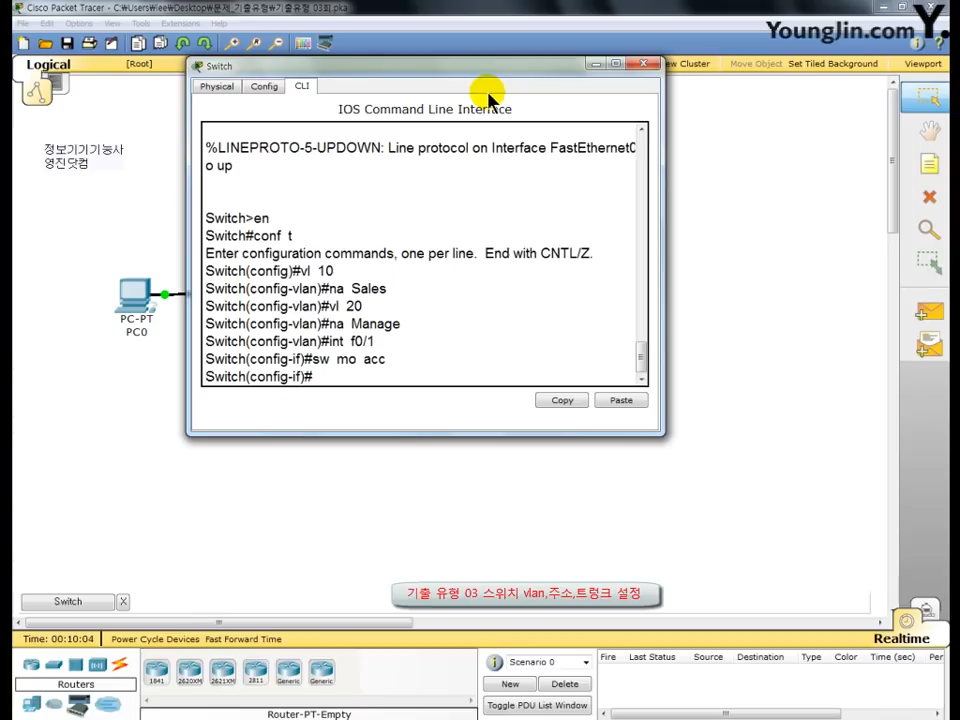 Cisco Packet Tracer - C:\Users\lee\Desktop\문제_기출유형\기출유형 03회.pka
File Edit Options View Tools Extensions Help
YoungJin.com Y.
Logical
[Root]
New Cluster
Move Object
Set Tiled Background
Viewport
Switch
Physical
Config
CLI
IOS Command Line Interface
%LINEPROTO-5-UPDOWN: Line protocol on Interface FastEthernet0
o up
Switch>en
Switch#conf t
Enter configuration commands, one per line. End with CNTL/Z.
Switch(config)#vl 10
Switch(config-vlan)#na Sales
Switch(config-vlan)#vl 20
Switch(config-vlan)#na Manage
Switch(config-vlan)#int f0/1
Switch(config-if)#sw mo acc
Switch(config-if)#
Copy
Paste
정보기기기능사
영진닷컴
PC-PT
PC0
기출 유형 03 스위치 vlan,주소,트렁크 설정
Switch X
Time: 00:10:04
Power Cycle Devices Fast Forward Time
Realtime
Routers
1841
2620XM
2621XM
2811
Generic
Generic
Router-PT-Empty
Scenario 0
New
Delete
Toggle PDU List Window
Fire
Last Status
Source
Destination
Type
Color
Time (sec)
Per